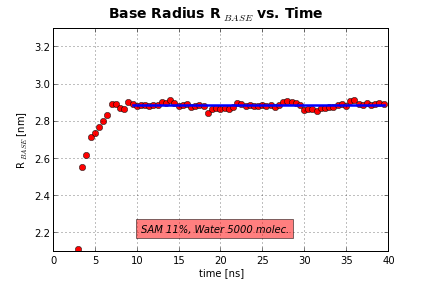 Base Radius R BASE vs. Time
3.2
3.0
2.8
2.6
2.4
2.2
R BASE [nm]
SAM 11%, Water 5000 molec.
0 5 10 15 20 25 30 35 40
time [ns]